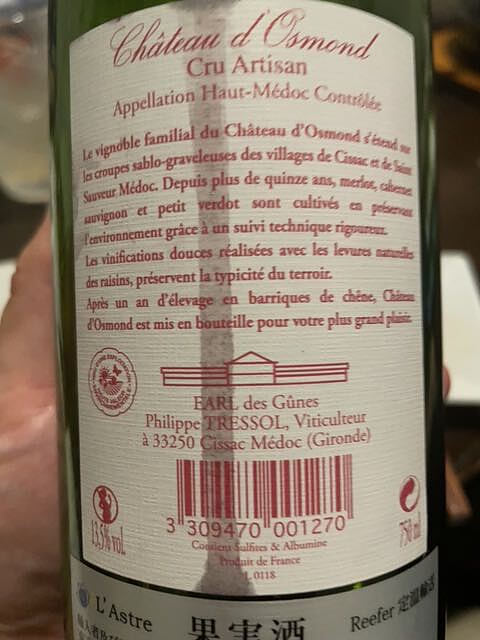 Château d'Osmond
Cru Artisan
Appellation Haut-Médoc Contrôlée
Le vignoble familial du Château d'Osmond s'étend sur
les croupes sablo-graveleuses des villages de Cissac et de Saint
Sauveur Médoc. Depuis plus de quinze ans, merlot, cabernet
sauvignon et petit verdot sont cultivés en préservant
l'environnement grâce à un suivi technique rigoureux.
Les vinifications douces réalisées avec les levures naturelles
des raisins, préservent la typicité du terroir.
Après un an d'élevage en barriques de chêne, Château
d'Osmond est mis en bouteille pour votre plus grand plaisir.
EARL des Gûnes
Philippe TRESSOL, Viticulteur
à 33250 Cissac Médoc (Gironde)
3 309470 001270
13,5% vol.
750 ml
Contient Sulfites & Albumine
Produit de France
L 0118
L'Astre
果実酒
Reefer 定温輸送